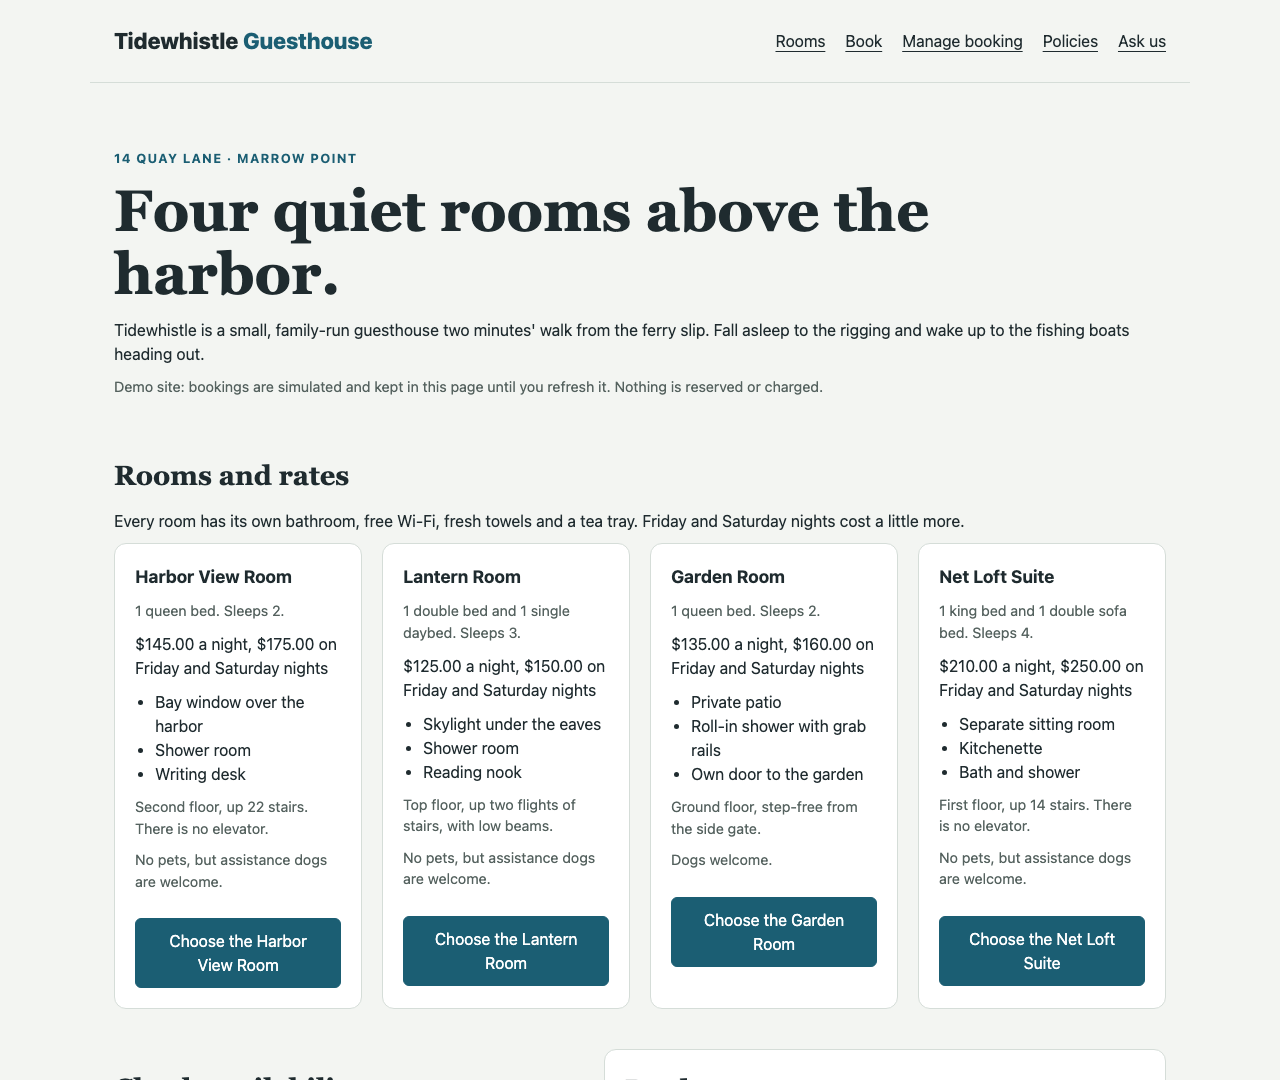 Tidewhistle Guesthouse
Rooms Book Manage booking Policies Ask us
14 QUAY LANE · MARROW POINT
Four quiet rooms above the
harbor.
Tidewhistle is a small, family-run guesthouse two minutes' walk from the ferry slip. Fall asleep to the rigging and wake up to the fishing boats
heading out.
Demo site: bookings are simulated and kept in this page until you refresh it. Nothing is reserved or charged.
Rooms and rates
Every room has its own bathroom, free Wi-Fi, fresh towels and a tea tray. Friday and Saturday nights cost a little more.
Harbor View Room
1 queen bed. Sleeps 2.
$145.00 a night, $175.00 on
Friday and Saturday nights
• Bay window over the
harbor
• Shower room
• Writing desk
Second floor, up 22 stairs.
There is no elevator.
No pets, but assistance dogs
are welcome.
Choose the Harbor
View Room
Lantern Room
1 double bed and 1 single
daybed. Sleeps 3.
$125.00 a night, $150.00 on
Friday and Saturday nights
• Skylight under the eaves
• Shower room
• Reading nook
Top floor, up two flights of
stairs, with low beams.
No pets, but assistance dogs
are welcome.
Choose the Lantern
Room
Garden Room
1 queen bed. Sleeps 2.
$135.00 a night, $160.00 on
Friday and Saturday nights
• Private patio
• Roll-in shower with grab
rails
• Own door to the garden
Ground floor, step-free from
the side gate.
Dogs welcome.
Choose the Garden
Room
Net Loft Suite
1 king bed and 1 double sofa
bed. Sleeps 4.
$210.00 a night, $250.00 on
Friday and Saturday nights
• Separate sitting room
• Kitchenette
• Bath and shower
First floor, up 14 stairs. There
is no elevator.
No pets, but assistance dogs
are welcome.
Choose the Net Loft
Suite